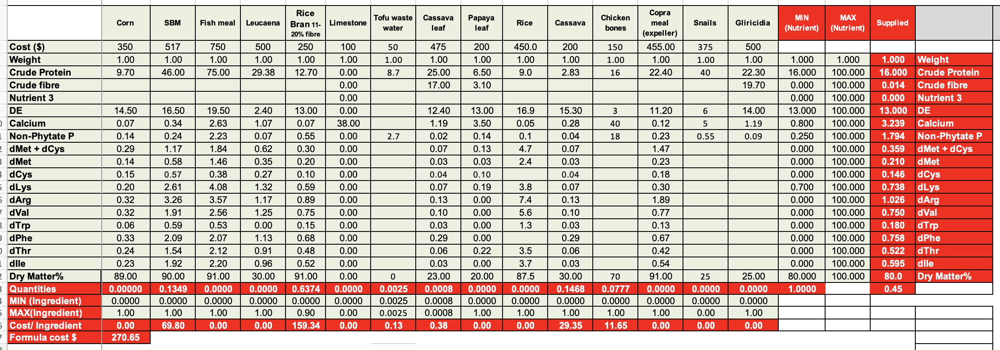 Corn SBM Fish meal Leucaena Rice Bran 11-20% fibre Limestone Tofu waste water Cassava leaf Papaya leaf Rice Cassava Chicken bones Copra meal (expeller) Snails Gliricidia MIN (Nutrient) MAX (Nutrient) Supplied
Cost ($) 350 517 750 500 250 100 50 475 200 450.0 200 150 455.00 375 500
Weight 1.00 1.00 1.00 1.00 1.00 1.00 1.00 1.00 1.00 1.00 1.00 1.00 1.00 1.00 1.00 1.000 1.000 1.000 Weight
Crude Protein 9.70 46.00 75.00 29.38 12.70 0.00 8.7 25.00 6.50 9.0 2.83 16 22.40 40 22.30 16.000 100.000 16.000 Crude Protein
Crude fibre 0.00 17.00 3.10 19.70 0.000 100.000 0.014 Crude fibre
Nutrient 3 0.00 0.000 100.000 0.000 Nutrient 3
DE 14.50 16.50 19.50 2.40 13.00 0.00 12.40 13.00 16.9 15.30 3 11.20 6 14.00 13.000 100.000 13.000 DE
Calcium 0.07 0.34 2.63 1.07 0.07 38.00 1.19 3.50 0.05 0.28 40 0.12 5 1.19 0.800 100.000 3.239 Calcium
Non-Phytate P 0.14 0.24 2.23 0.07 0.55 0.00 2.7 0.02 0.14 0.1 0.04 18 0.23 0.55 0.09 0.250 100.000 1.794 Non-Phytate P
dMet + dCys 0.29 1.17 1.84 0.62 0.30 0.00 0.07 0.13 4.7 0.07 1.47 0.000 100.000 0.359 dMet + dCys
dMet 0.14 0.58 1.46 0.35 0.20 0.00 0.03 0.03 2.4 0.03 0.23 0.000 100.000 0.210 dMet
dCys 0.15 0.57 0.38 0.27 0.10 0.00 0.04 0.10 0.04 0.18 0.000 100.000 0.146 dCys
dLys 0.20 2.61 4.08 1.32 0.59 0.00 0.07 0.19 3.8 0.07 0.30 0.700 100.000 0.738 dLys
dArg 0.32 3.26 3.57 1.17 0.89 0.00 0.13 0.00 7.4 0.13 1.89 0.000 100.000 1.026 dArg
dVal 0.32 1.91 2.56 1.25 0.75 0.00 0.10 0.00 5.6 0.10 0.77 0.000 100.000 0.750 dVal
dTrp 0.06 0.59 0.53 0.00 0.15 0.00 0.03 0.00 1.3 0.03 0.13 0.000 100.000 0.180 dTrp
dPhe 0.33 2.09 2.07 1.13 0.68 0.00 0.29 0.00 0.29 0.67 0.000 100.000 0.758 dPhe
dThr 0.24 1.54 2.12 0.91 0.48 0.00 0.06 0.22 3.5 0.06 0.42 0.000 100.000 0.522 dThr
dIle 0.23 1.92 2.20 0.96 0.52 0.00 0.03 0.00 3.7 0.03 0.54 0.000 100.000 0.595 dIle
Dry Matter% 89.00 90.00 91.00 30.00 91.00 0.00 0 23.00 20.00 87.5 30.00 70 91.00 25 25.00 80.000 100.000 80.0 Dry Matter%
Quantities 0.00000 0.1349 0.0000 0.0000 0.6374 0.0000 0.0025 0.0008 0.0000 0.0000 0.1468 0.0777 0.0000 0.0000 0.0000 1.0000 0.45
MIN (Ingredient) 0.0000 0.0000 0.0000 0.0000 0.0000 0.0000 0.0025 0.0008 0.0000 0.0000 0.0000 0.0000 0.0000 0.0000 0.0000
MAX(Ingredient) 1.00 1.00 1.00 1.00 0.90 0.00 0.0025 0.0008 1.00 1.00 1.00 1.00 1.00 0.00 1.00
Cost/ Ingredient 0.00 69.80 0.00 0.00 159.34 0.00 0.13 0.38 0.00 0.00 29.35 11.65 0.00 0.00 0.00
Formula cost $ 270.65